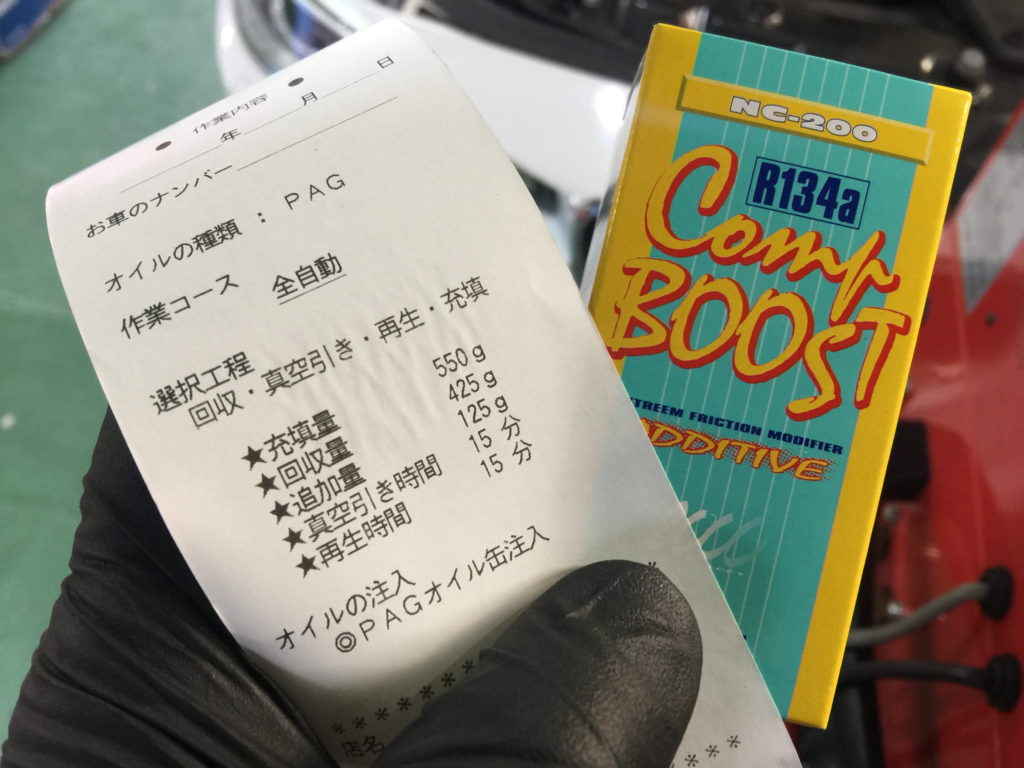 作業内容
年 月 日
お車のナンバー
オイルの種類：PAG
作業コース 全自動
選択工程
回収・真空引き・再生・充填
★充填量 550g
★回収量 425g
★追加量 125g
★真空引き時間 15 分
★再生時間 15 分
オイルの注入
◎PAGオイル缶注入
店名
NC-200
R134a
Comp
BOOST
TREEM FRICTION MODIFIER
ADDITIVE